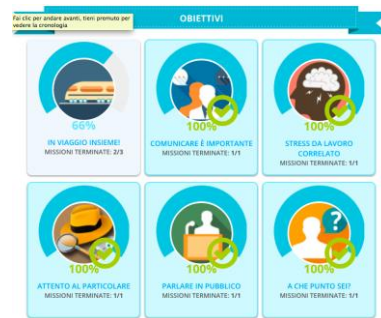 Fai clic per andare avanti, tieni premuto per
vedere la cronologia
OBIETTIVI
66%
IN VIAGGIO INSIEME!
MISSIONI TERMINATE: 2/3
100%
COMUNICARE È IMPORTANTE
MISSIONI TERMINATE: 1/1
100%
STRESS DA LAVORO
CORRELATO
MISSIONI TERMINATE: 1/1
100%
ATTENTO AL PARTICOLARE
MISSIONI TERMINATE: 1/1
100%
PARLARE IN PUBBLICO
MISSIONI TERMINATE: 1/1
?
100%
A CHE PUNTO SEI?
MISSIONI TERMINATE: 1/1